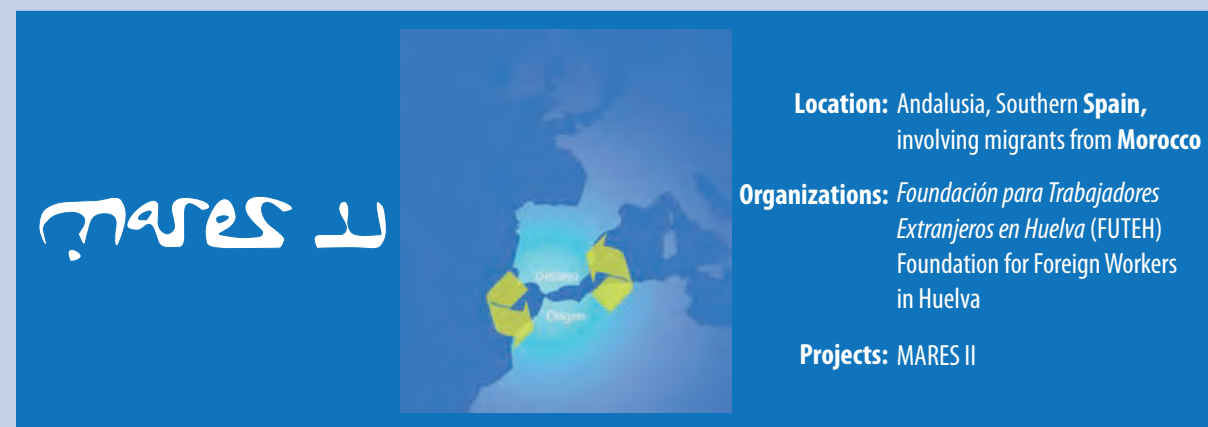 mares II
Destino
Origen
Location: Andalusia, Southern Spain,
involving migrants from Morocco
Organizations: Foundación para Trabajadores
Extranjeros en Huelva (FUTEH)
Foundation for Foreign Workers
in Huelva
Projects: MARES II